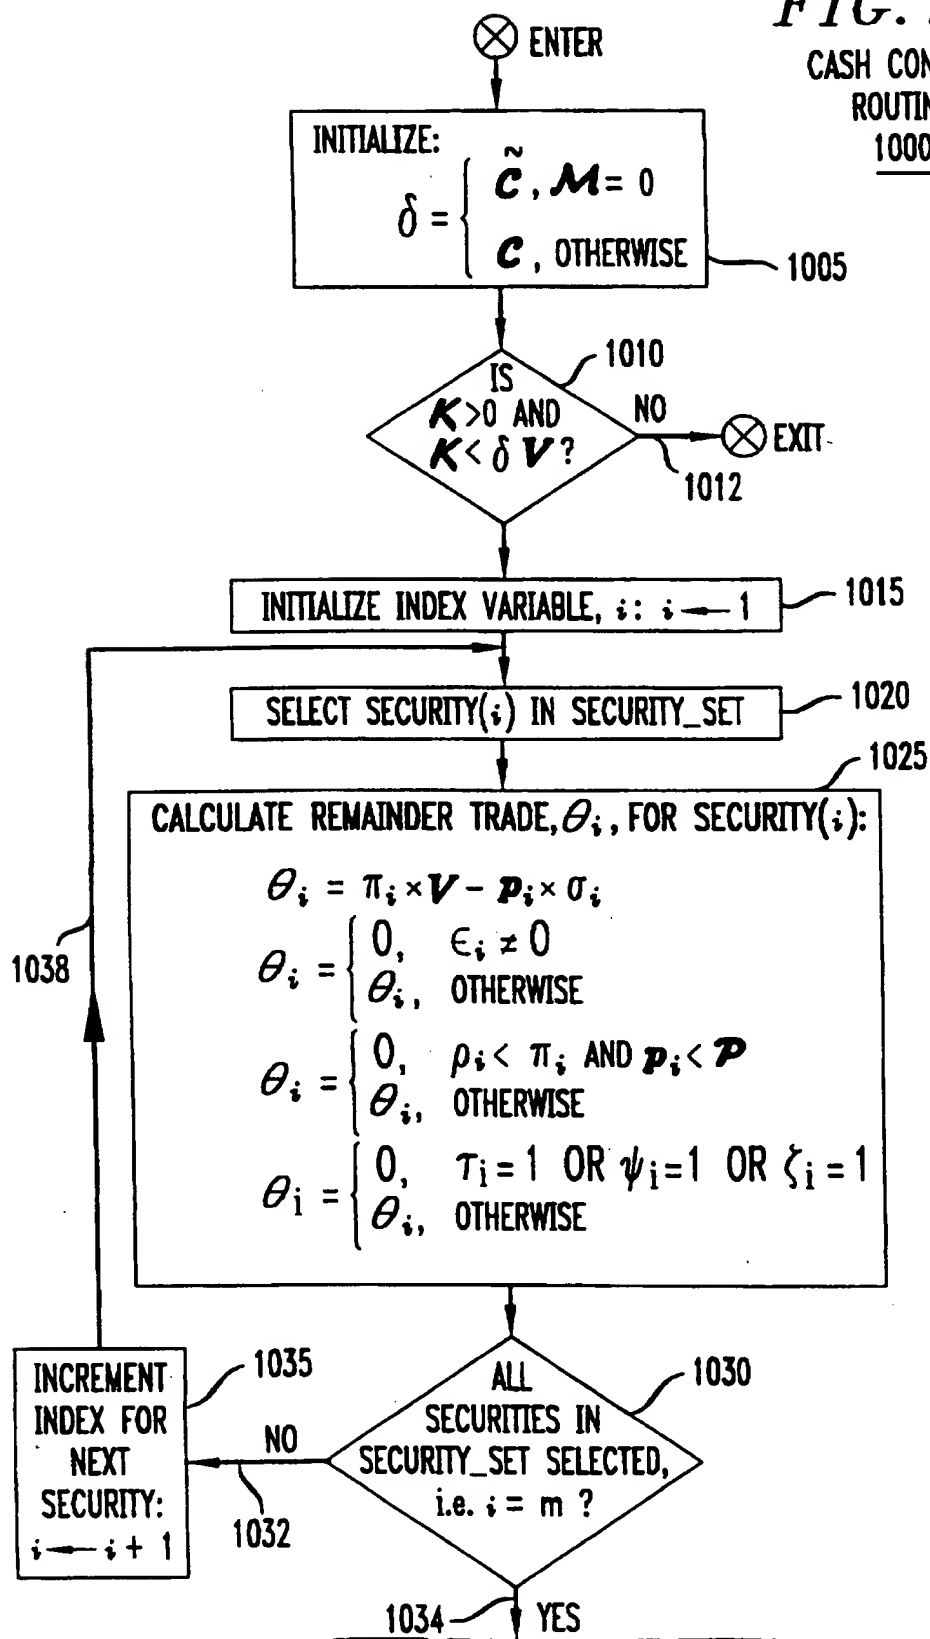 FIG.
ENTER
CASH CON
ROUTIN
1000
INITIALIZE:
δ = { C̃, M = 0
C, OTHERWISE
1005
1010
IS
K>0 AND
K< δ V ?
NO
EXIT
1012
INITIALIZE INDEX VARIABLE, i: i ← 1
1015
SELECT SECURITY(i) IN SECURITY_SET
1020
1025
CALCULATE REMAINDER TRADE, θi, FOR SECURITY(i):
θi = πi × V − pi × σi
θi = { 0, ϵi ≠ 0
θi, OTHERWISE
θi = { 0, ρi < πi AND pi < P
θi, OTHERWISE
θi = { 0, τi = 1 OR ψi = 1 OR ζi = 1
θi, OTHERWISE
1038
1035
INCREMENT
INDEX FOR
NEXT
SECURITY:
i ← i + 1
NO
1032
1030
ALL
SECURITIES IN
SECURITY_SET SELECTED,
i.e. i = m ?
1034
YES